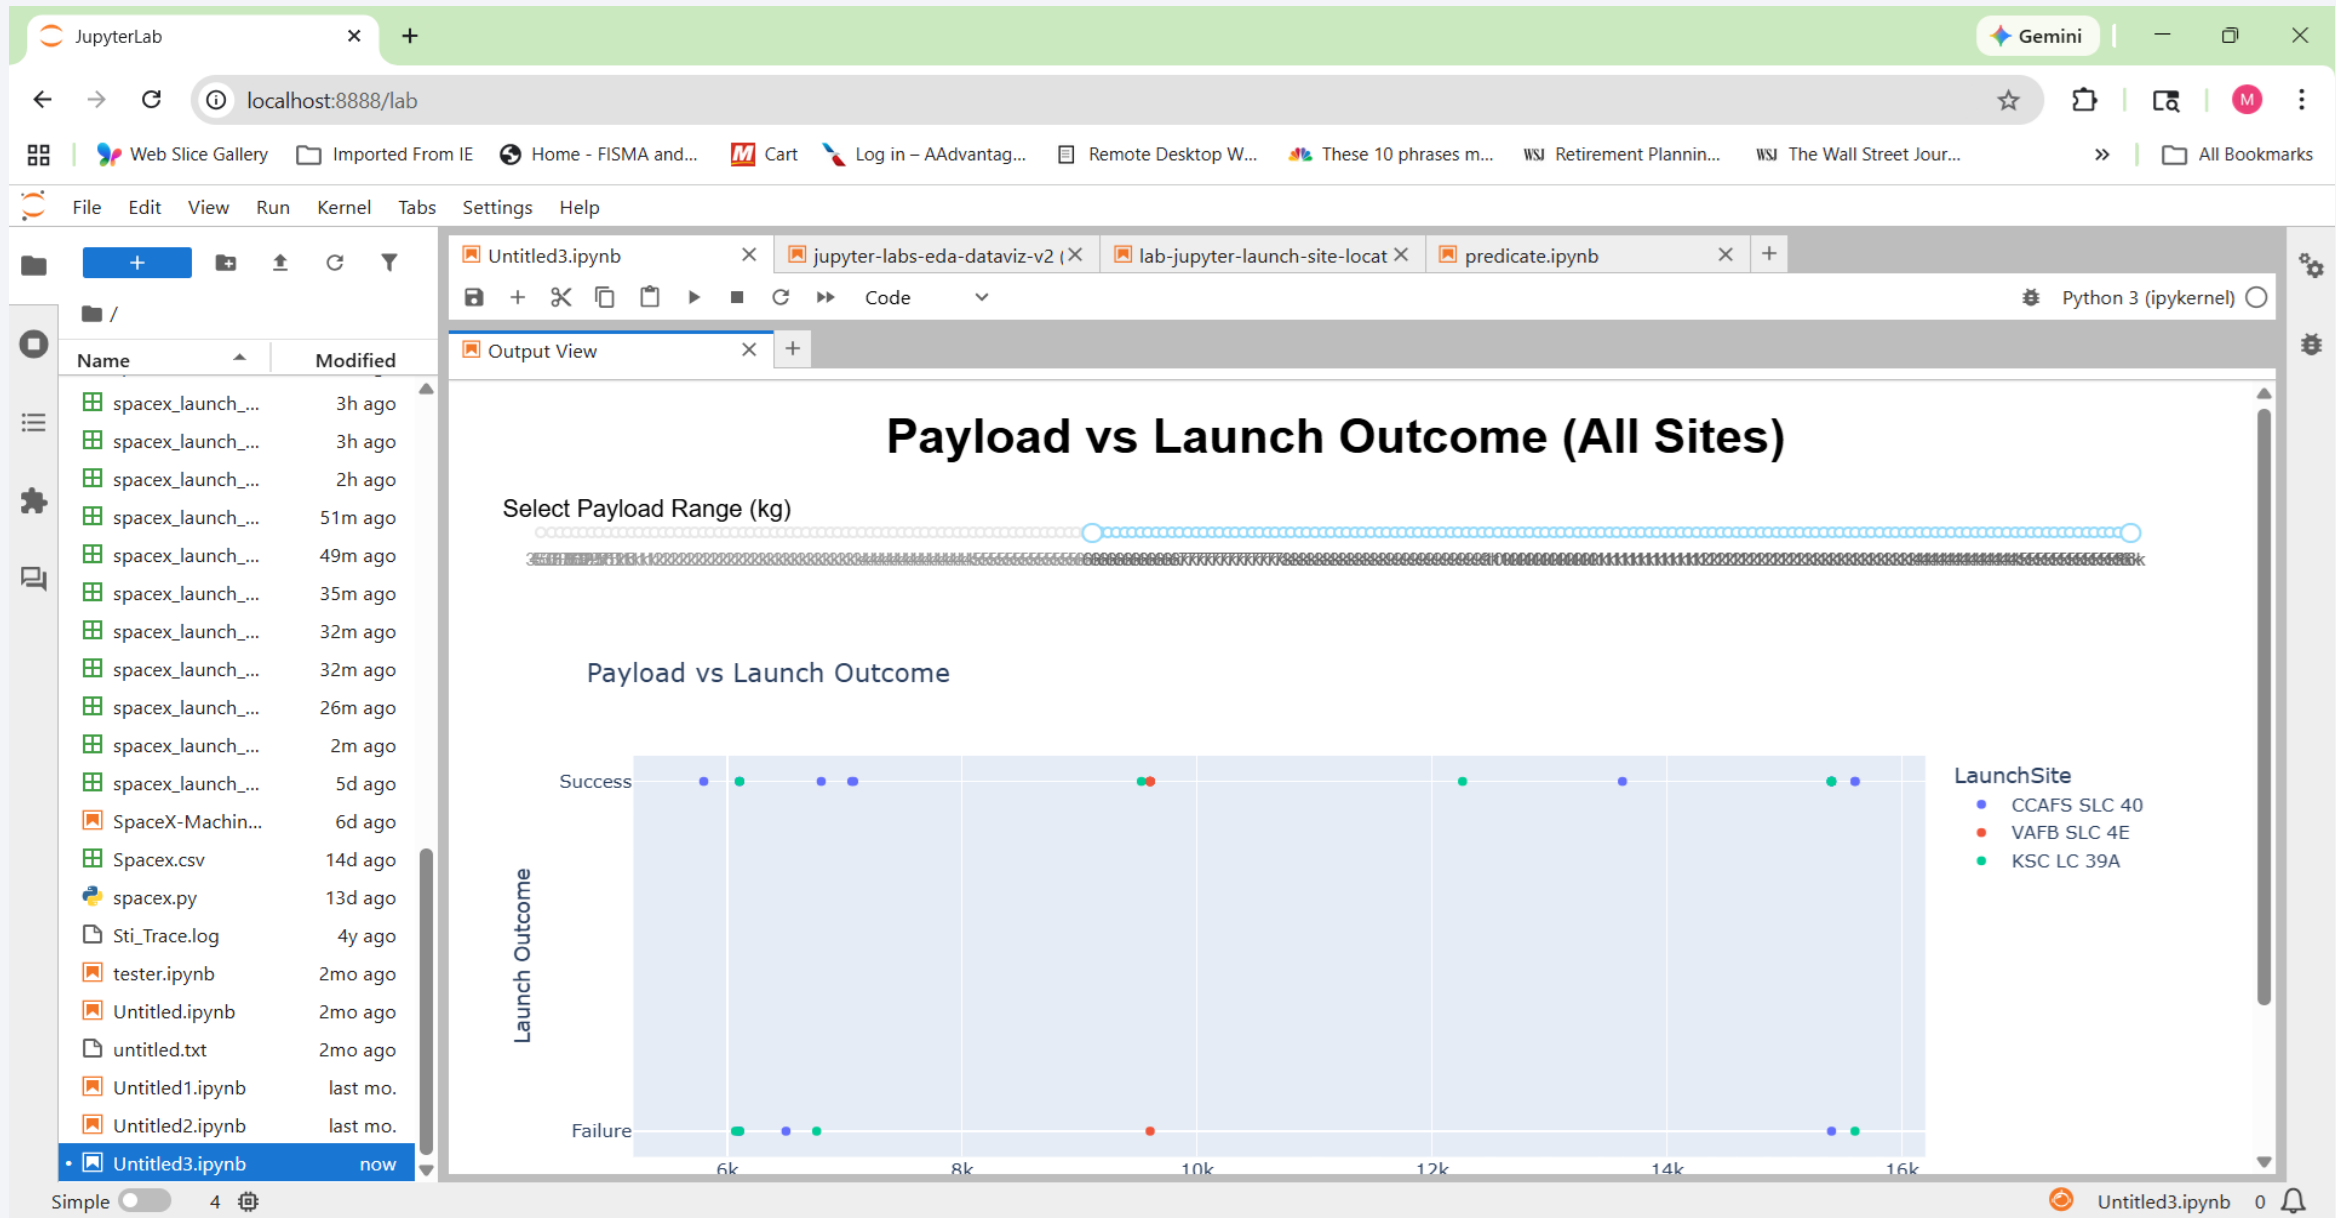 JupyterLab
Gemini
localhost:8888/lab
M
Web Slice Gallery
Imported From IE
Home - FISMA and...
Cart
Log in – AAdvantag...
Remote Desktop W...
These 10 phrases m...
WSJ Retirement Plannin...
WSJ The Wall Street Jour...
All Bookmarks
File Edit View Run Kernel Tabs Settings Help
Untitled3.ipynb
jupyter-labs-eda-dataviz-v2 (
lab-jupyter-launch-site-locat
predicate.ipynb
Code
Python 3 (ipykernel)
/
Name Modified
spacex_launch_... 3h ago
spacex_launch_... 3h ago
spacex_launch_... 2h ago
spacex_launch_... 51m ago
spacex_launch_... 49m ago
spacex_launch_... 35m ago
spacex_launch_... 32m ago
spacex_launch_... 32m ago
spacex_launch_... 26m ago
spacex_launch_... 2m ago
spacex_launch_... 5d ago
SpaceX-Machin... 6d ago
Spacex.csv 14d ago
spacex.py 13d ago
Sti_Trace.log 4y ago
tester.ipynb 2mo ago
Untitled.ipynb 2mo ago
untitled.txt 2mo ago
Untitled1.ipynb last mo.
Untitled2.ipynb last mo.
Untitled3.ipynb now
Output View
Payload vs Launch Outcome (All Sites)
Select Payload Range (kg)
Payload vs Launch Outcome
Success
Failure
Launch Outcome
6k 8k 10k 12k 14k 16k
LaunchSite
CCAFS SLC 40
VAFB SLC 4E
KSC LC 39A
Simple 4
Untitled3.ipynb 0